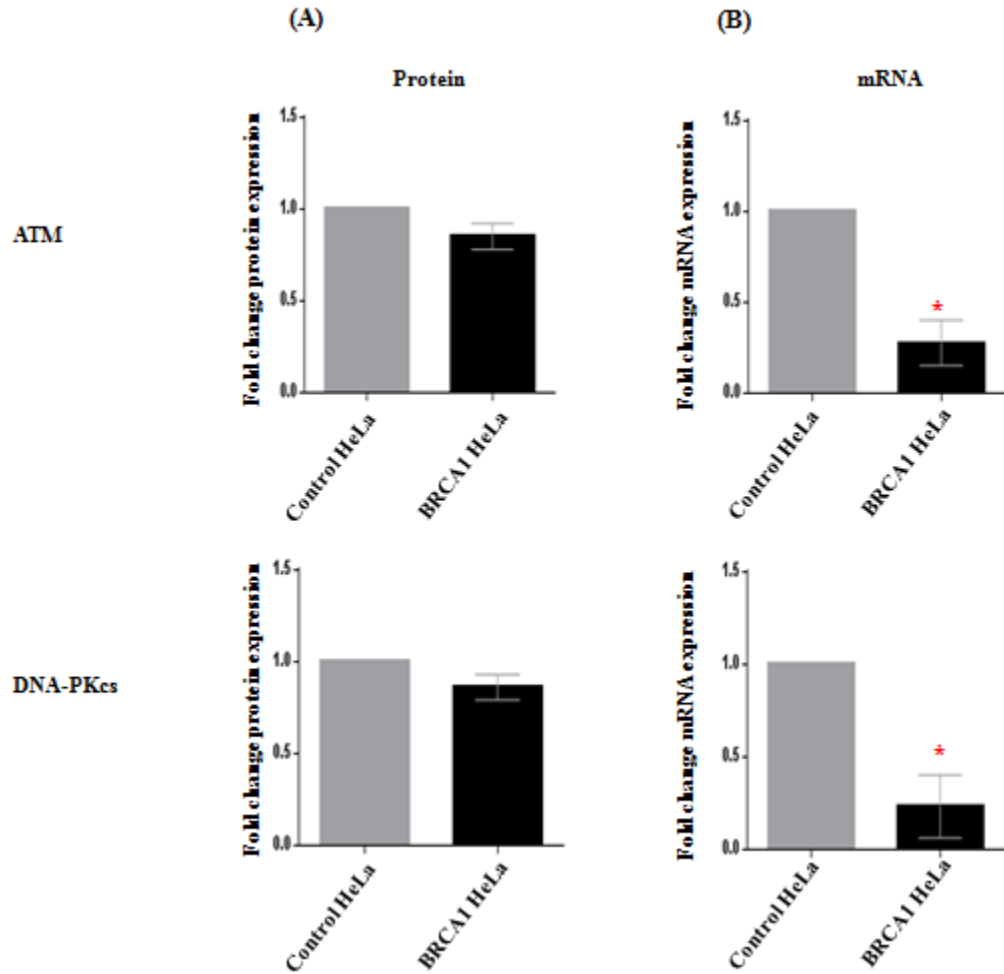 (A)
(B)
Protein
mRNA
ATM
Fold change protein expression
1.5
1.0
0.5
0.0
Control HeLa
BRCA1 HeLa
Fold change mRNA expression
1.5
1.0
0.5
0.0
*
Control HeLa
BRCA1 HeLa
DNA-PKcs
Fold change protein expression
1.5
1.0
0.5
0.0
Control HeLa
BRCA1 HeLa
Fold change mRNA expression
1.5
1.0
0.5
0.0
*
Control HeLa
BRCA1 HeLa